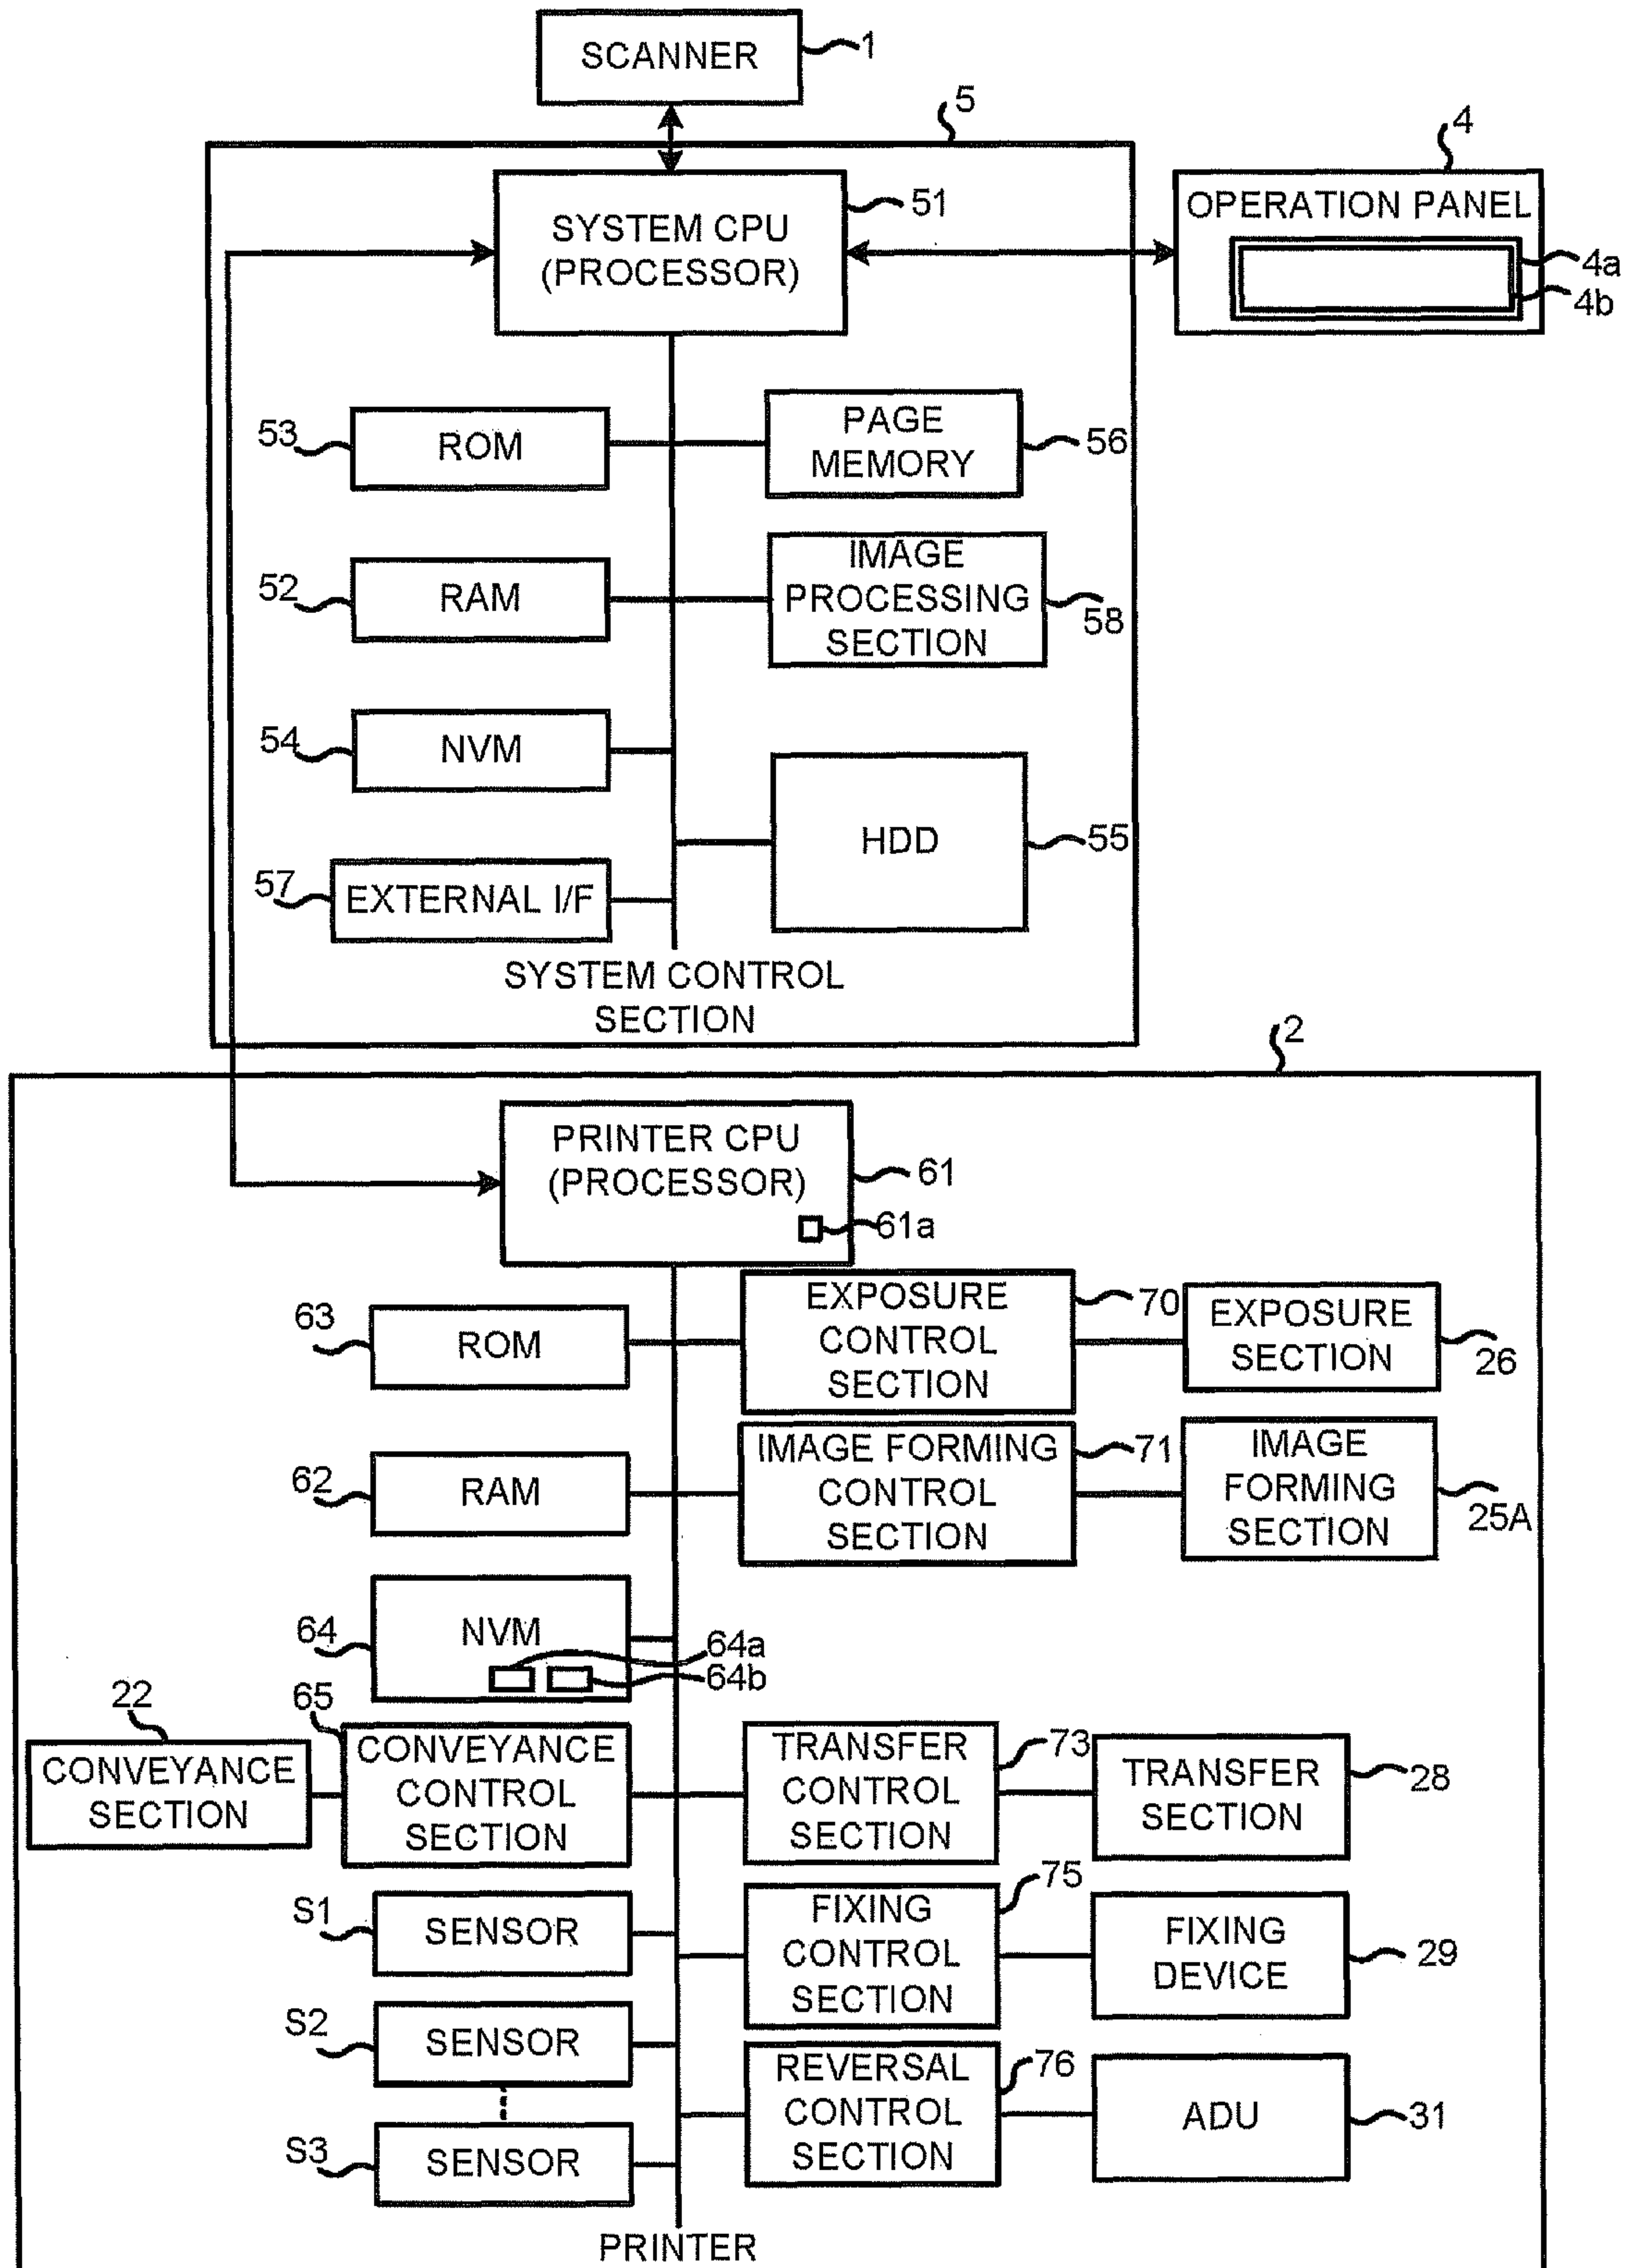 SCANNER
1
5
4
SYSTEM CPU
(PROCESSOR)
51
OPERATION PANEL
4a
4b
53
ROM
PAGE
MEMORY
56
52
RAM
IMAGE
PROCESSING
SECTION
58
54
NVM
HDD
55
57
EXTERNAL I/F
SYSTEM CONTROL
SECTION
2
PRINTER CPU
(PROCESSOR)
61
61a
63
ROM
EXPOSURE
CONTROL
SECTION
70
EXPOSURE
SECTION
26
62
RAM
IMAGE FORMING
CONTROL
SECTION
71
IMAGE
FORMING
SECTION
25A
64
NVM
64a
64b
22
CONVEYANCE
SECTION
65
CONVEYANCE
CONTROL
SECTION
TRANSFER
CONTROL
SECTION
73
TRANSFER
SECTION
28
S1
SENSOR
FIXING
CONTROL
SECTION
75
FIXING
DEVICE
29
S2
SENSOR
REVERSAL
CONTROL
SECTION
76
ADU
31
S3
SENSOR
PRINTER